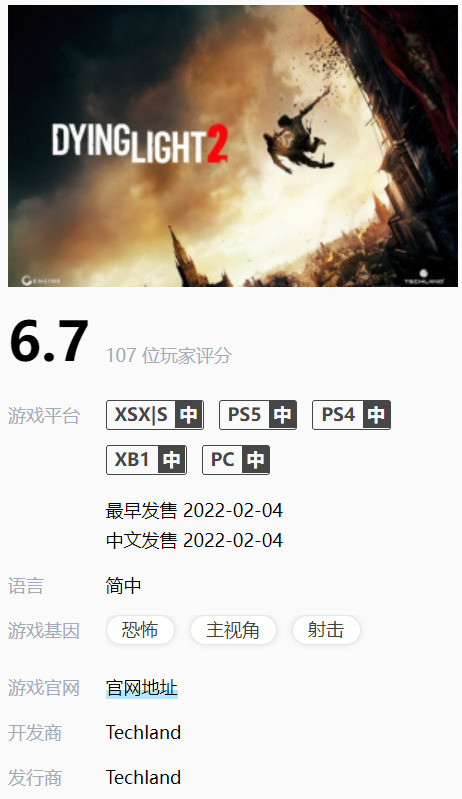 DYING LIGHT 2
C ENGINE
TECHLAND
6.7 107 位玩家评分
游戏平台 XSX|S 中 PS5 中 PS4 中
XB1 中 PC 中
最早发售 2022-02-04
中文发售 2022-02-04
语言 简中
游戏基因 恐怖 主视角 射击
游戏官网 官网地址
开发商 Techland
发行商 Techland